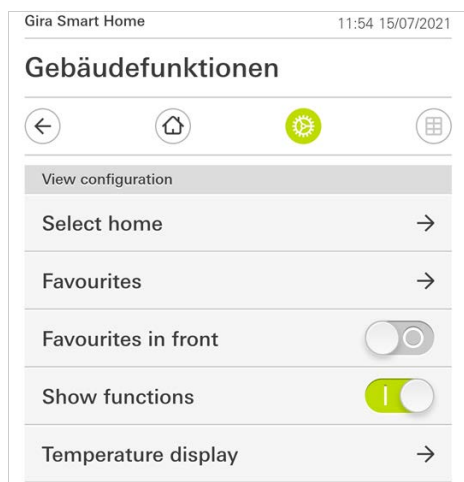 Gira Smart Home 11:54 15/07/2021
Gebäudefunktionen
View configuration
Select home
Favourites
Favourites in front
Show functions
Temperature display